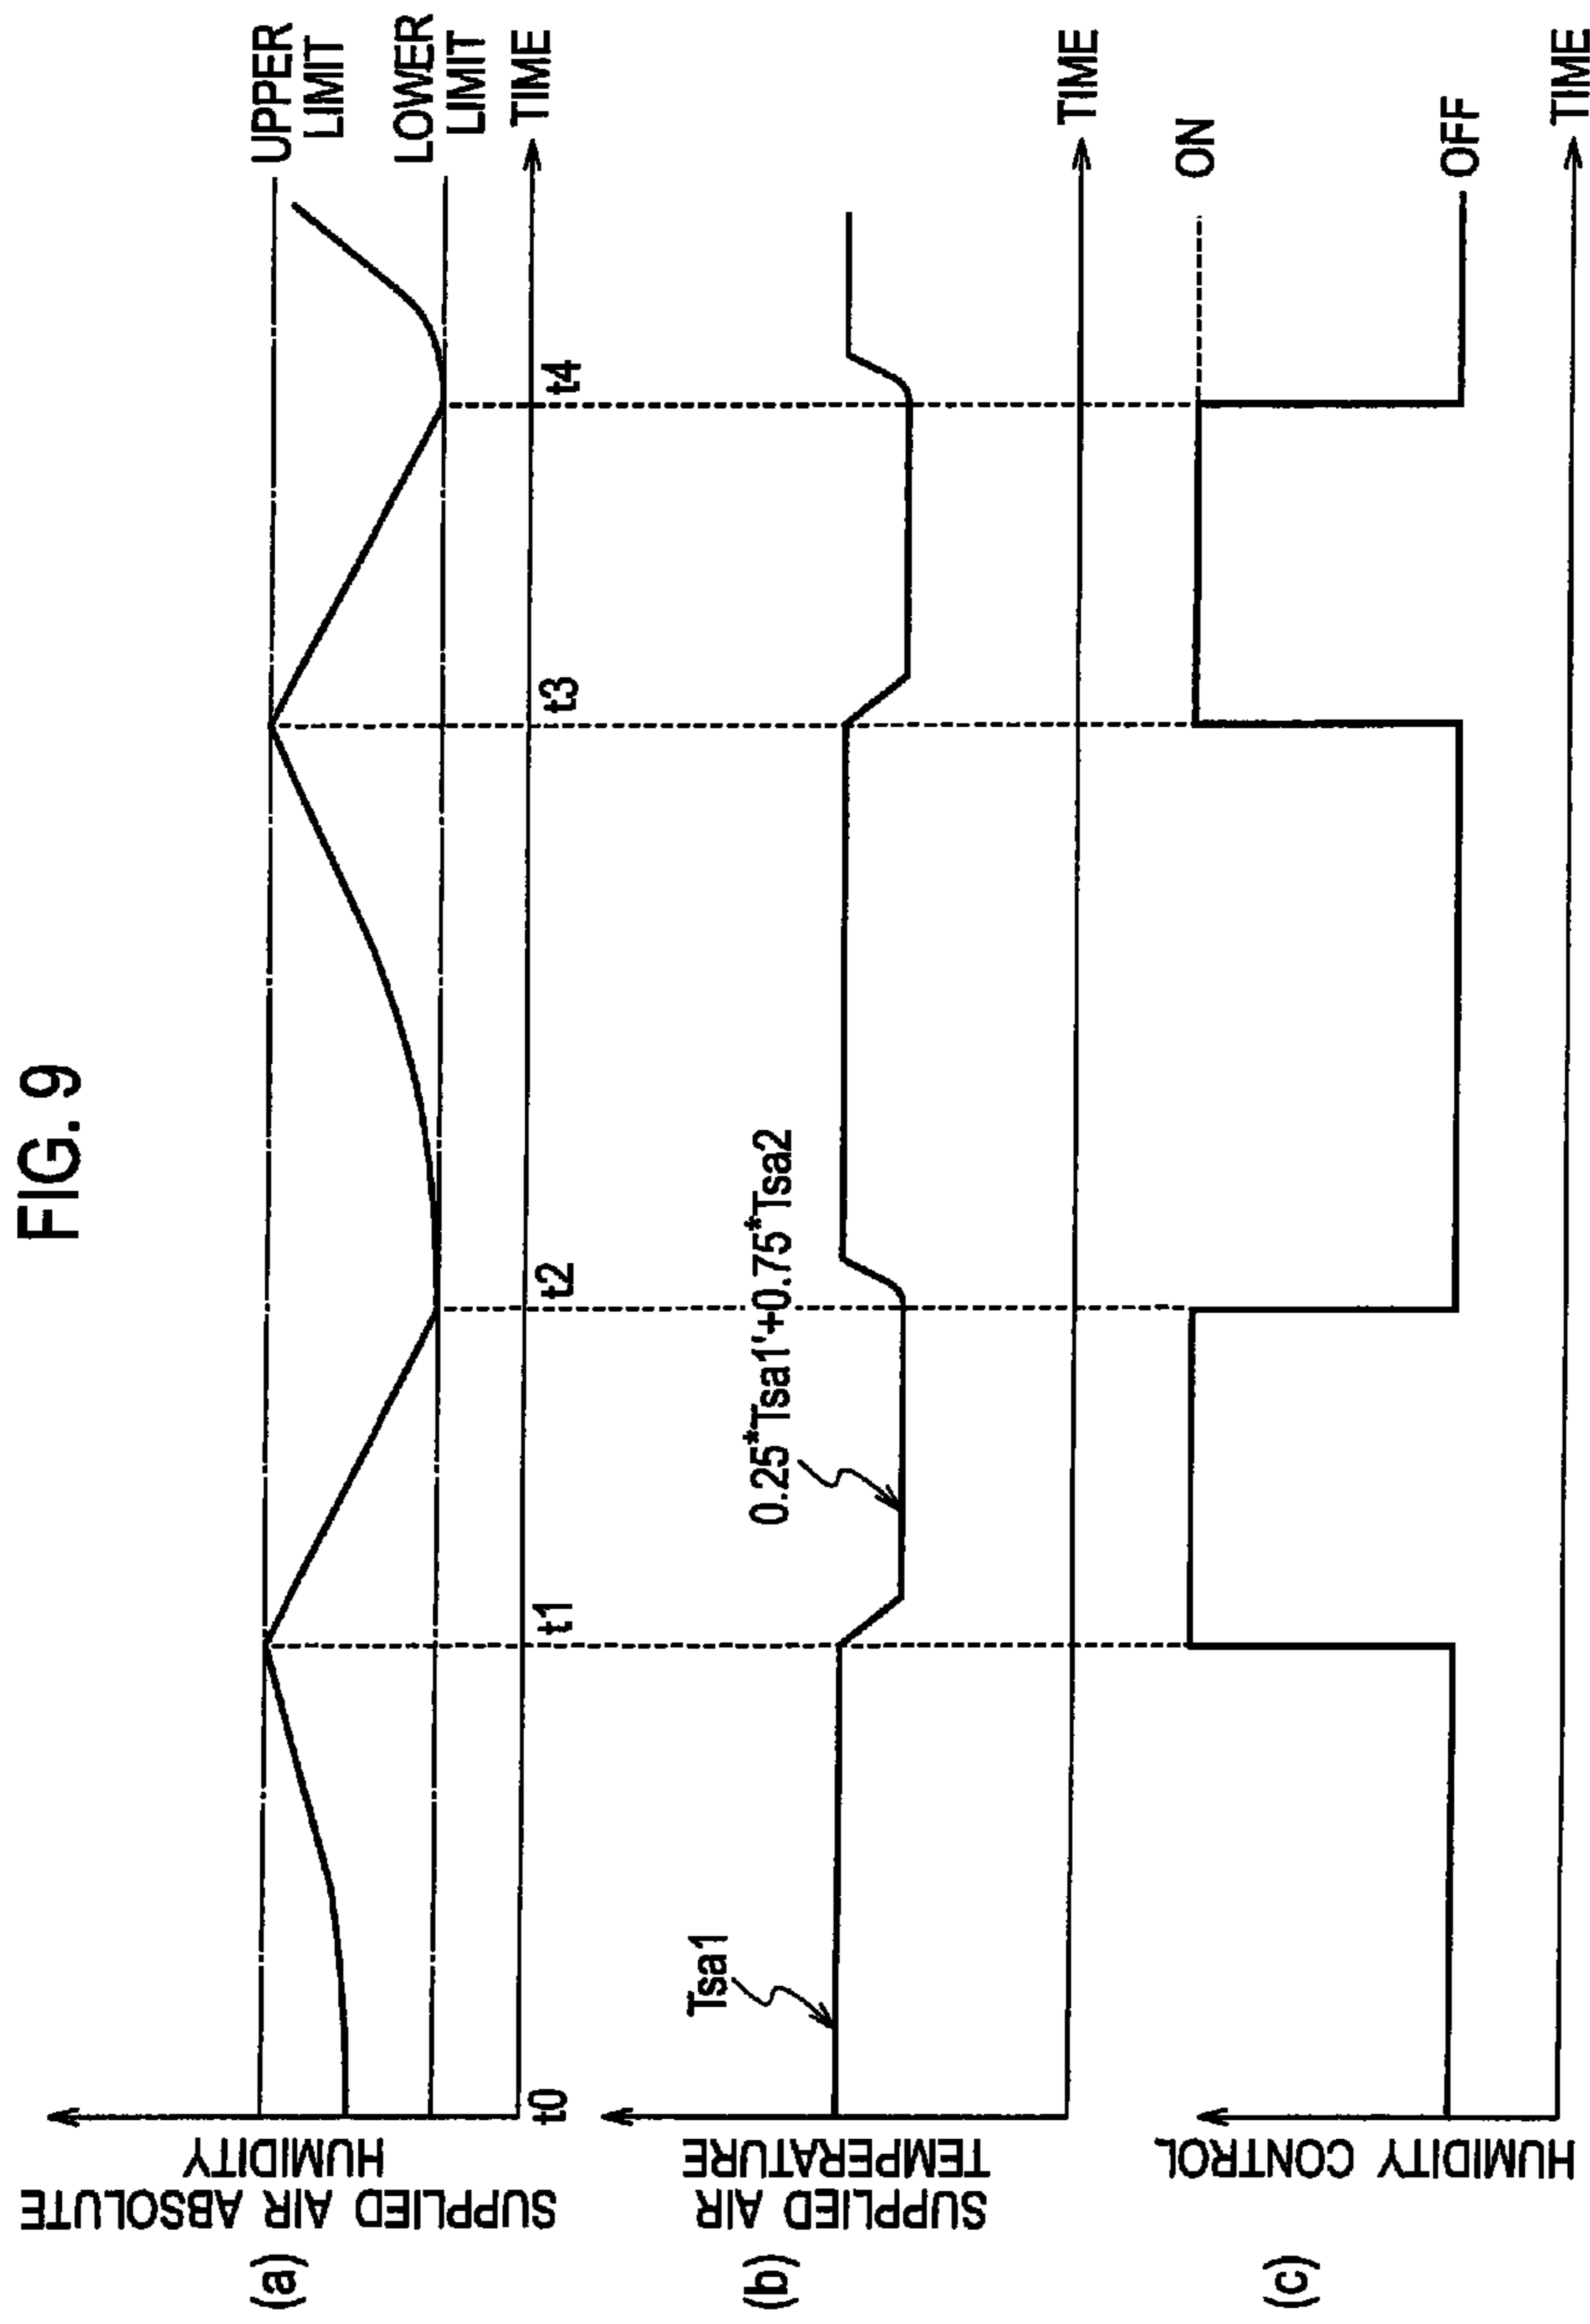 FIG. 9
(a)
SUPPLIED AIR ABSOLUTE
HUMIDITY
UPPER
LIMIT
LOWER
LIMIT
TIME
t0
t1
t2
t3
t4
(b)
SUPPLIED AIR
TEMPERATURE
Tsa1
0.25*Tsa1'+0.75*Tsa2
TIME
(c)
HUMIDITY CONTROL
ON
OFF
TIME